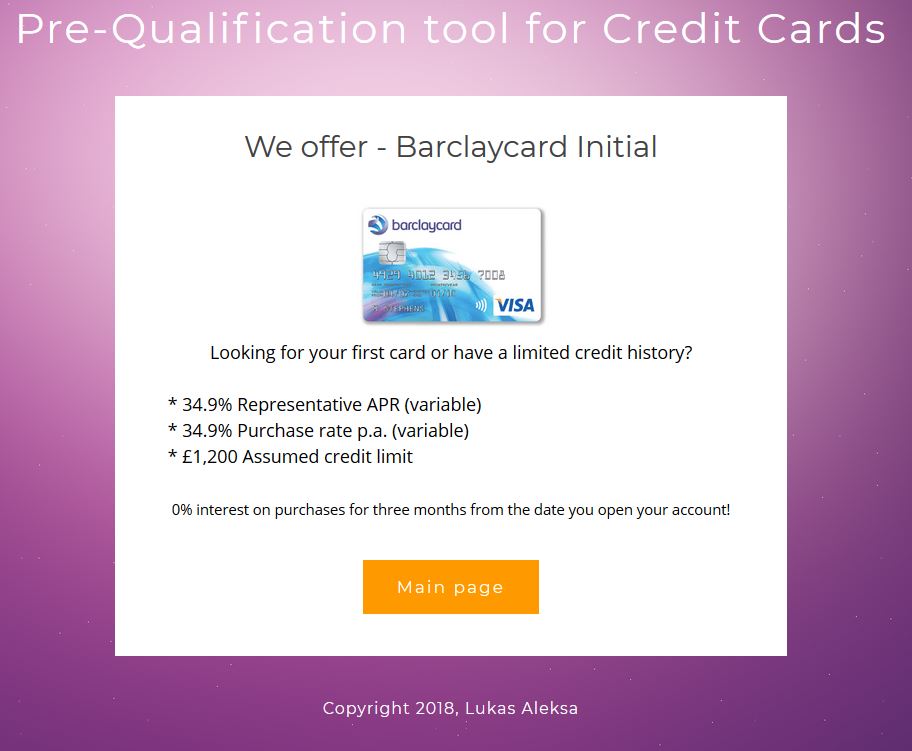 Pre-Qualification tool for Credit Cards
We offer - Barclaycard Initial
barclaycard
4929 4012 3456 7008
VISA
Looking for your first card or have a limited credit history?
* 34.9% Representative APR (variable)
* 34.9% Purchase rate p.a. (variable)
* £1,200 Assumed credit limit
0% interest on purchases for three months from the date you open your account!
Main page
Copyright 2018, Lukas Aleksa